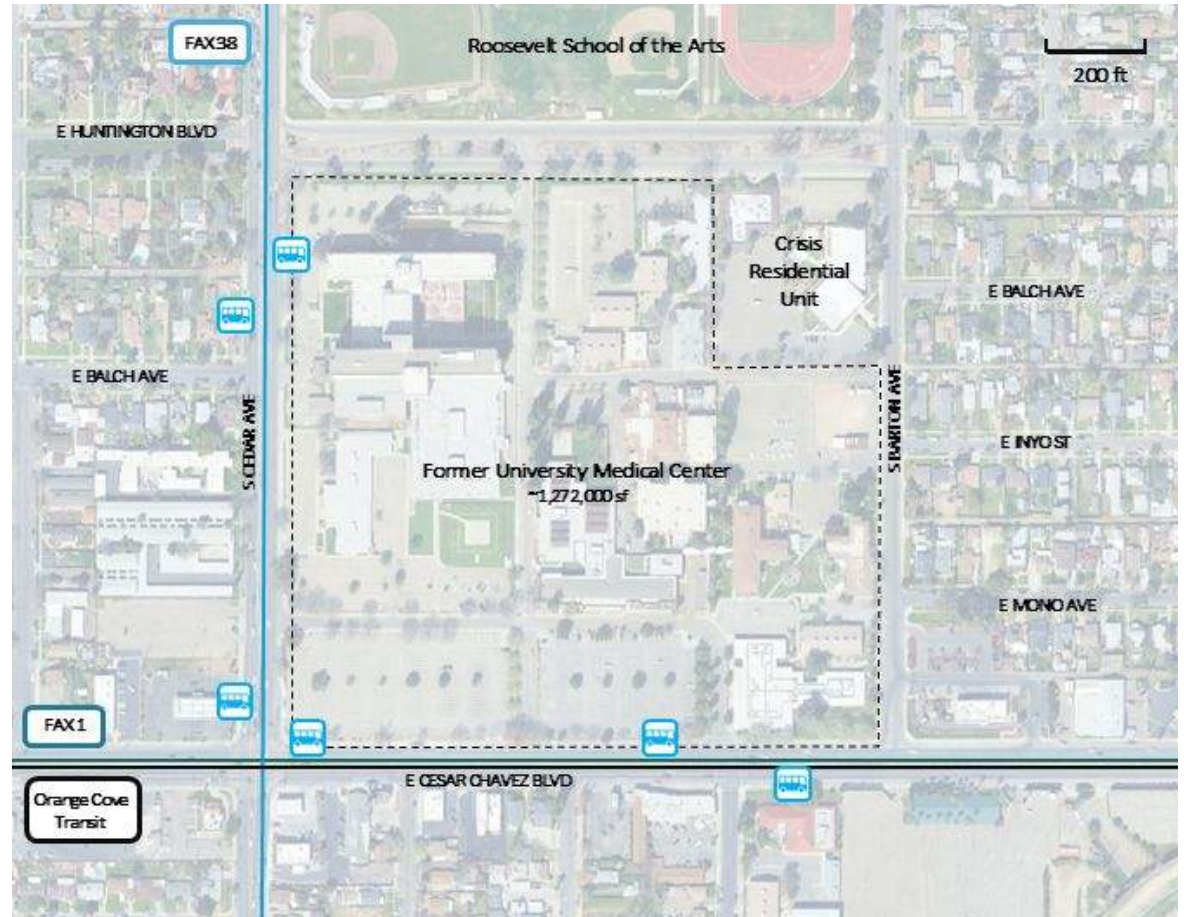 FAX38
Roosevelt School of the Arts
200 ft
E HUNTINGTON BLVD
Crisis
Residential
Unit
E BALCH AVE
E BALCH AVE
S CEDAR AVE
S BARTON AVE
E INYO ST
Former University Medical Center
~1,272,000 sf
E MONO AVE
FAX1
E CESAR CHAVEZ BLVD
Orange Cove
Transit